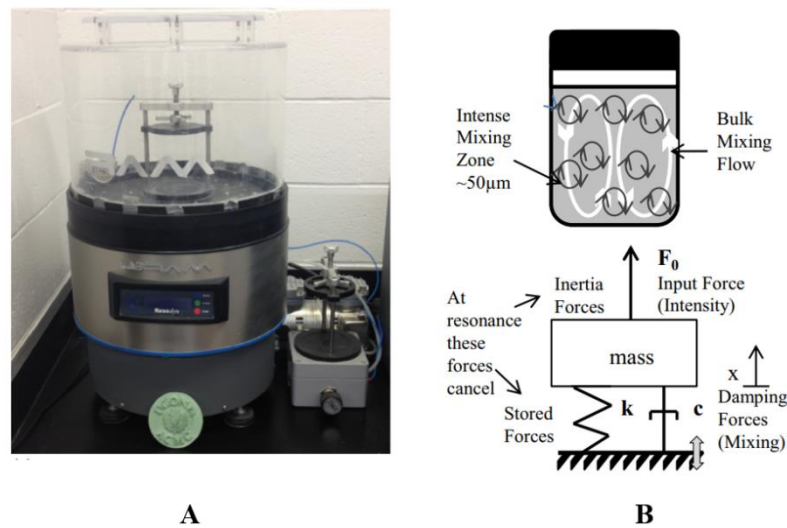 Intense
Mixing
Zone
~50µm
Bulk
Mixing
Flow
F₀
Inertia
Forces
Input Force
(Intensity)
At
resonance
these
forces
cancel
mass
x
Stored
Forces
k
c
Damping
Forces
(Mixing)
A
B